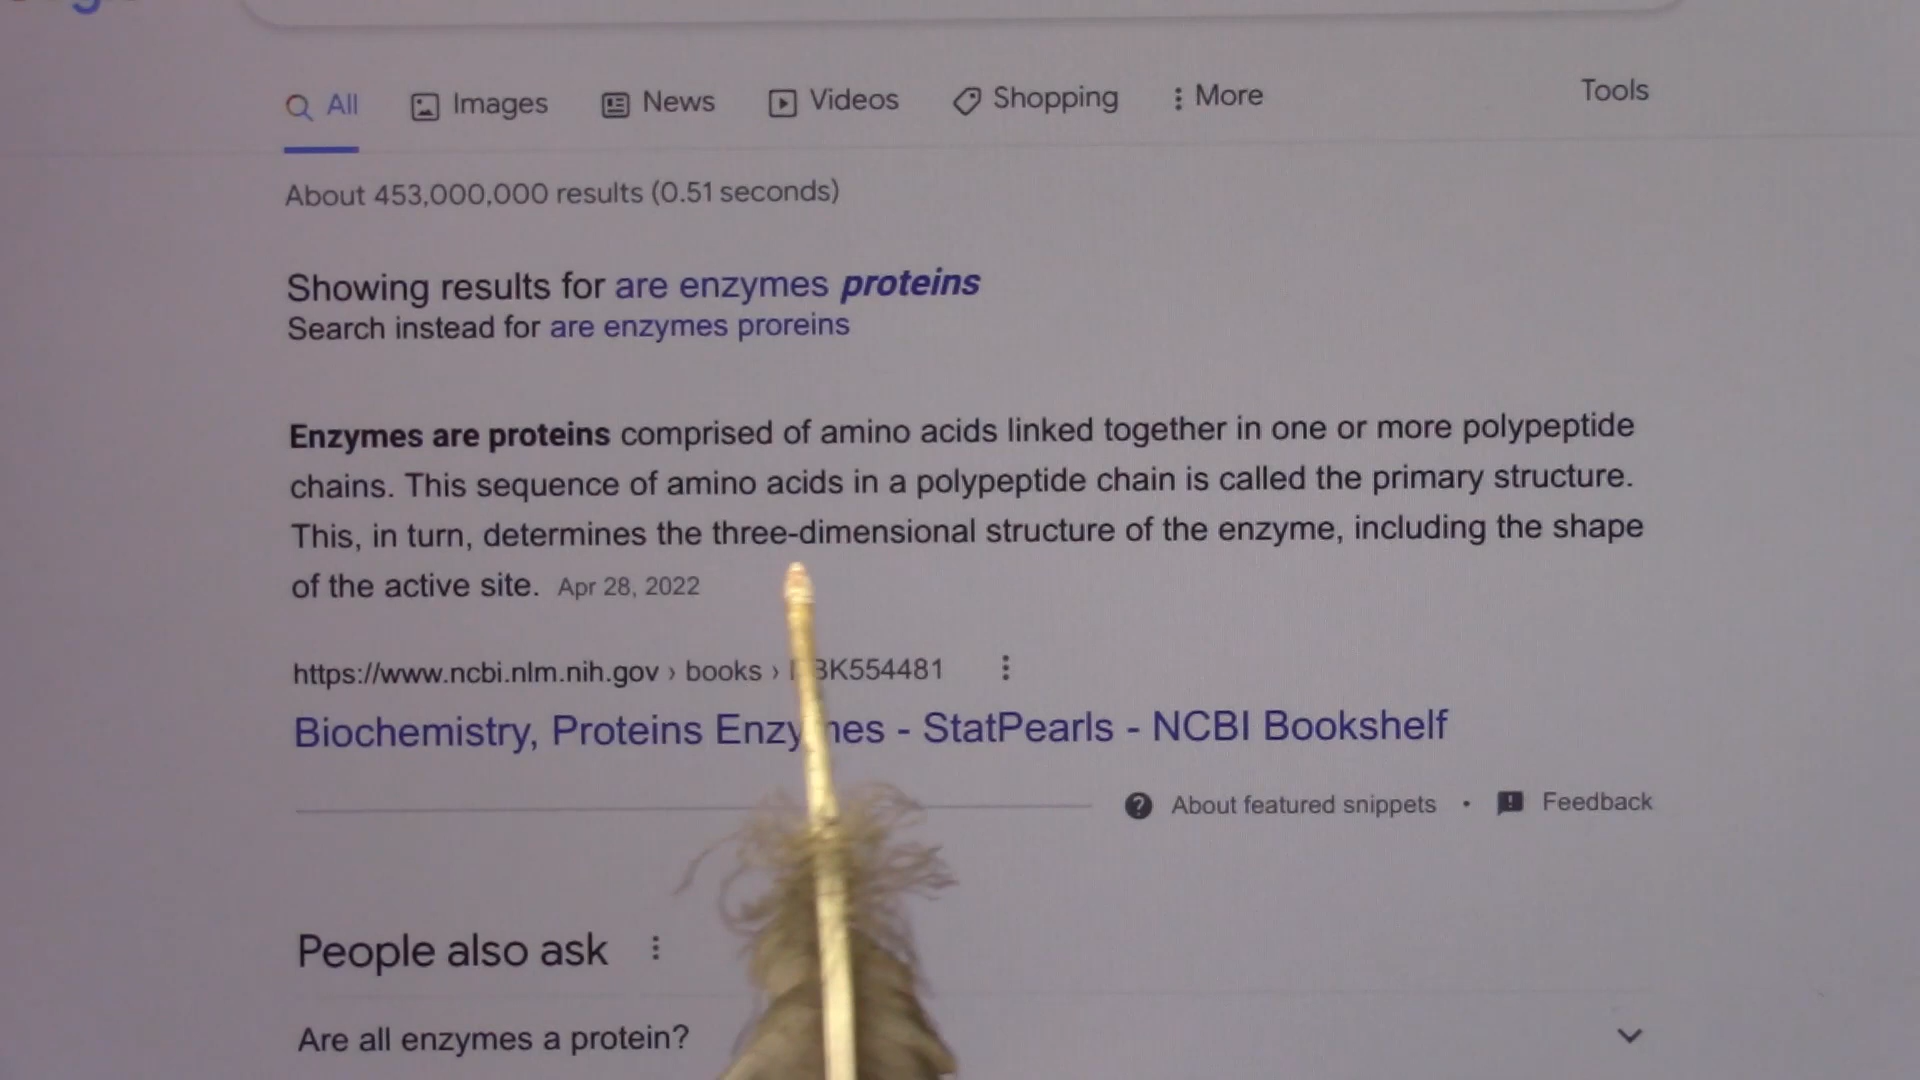 All Images News Videos Shopping More Tools
About 453,000,000 results (0.51 seconds)
Showing results for are enzymes proteins
Search instead for are enzymes proreins
Enzymes are proteins comprised of amino acids linked together in one or more polypeptide
chains. This sequence of amino acids in a polypeptide chain is called the primary structure.
This, in turn, determines the three-dimensional structure of the enzyme, including the shape
of the active site. Apr 28, 2022
https://www.ncbi.nlm.nih.gov › books ›
Biochemistry, Proteins Enzymes - StatPearls - NCBI Bookshelf
About featured snippets • Feedback
People also ask
Are all enzymes a protein?